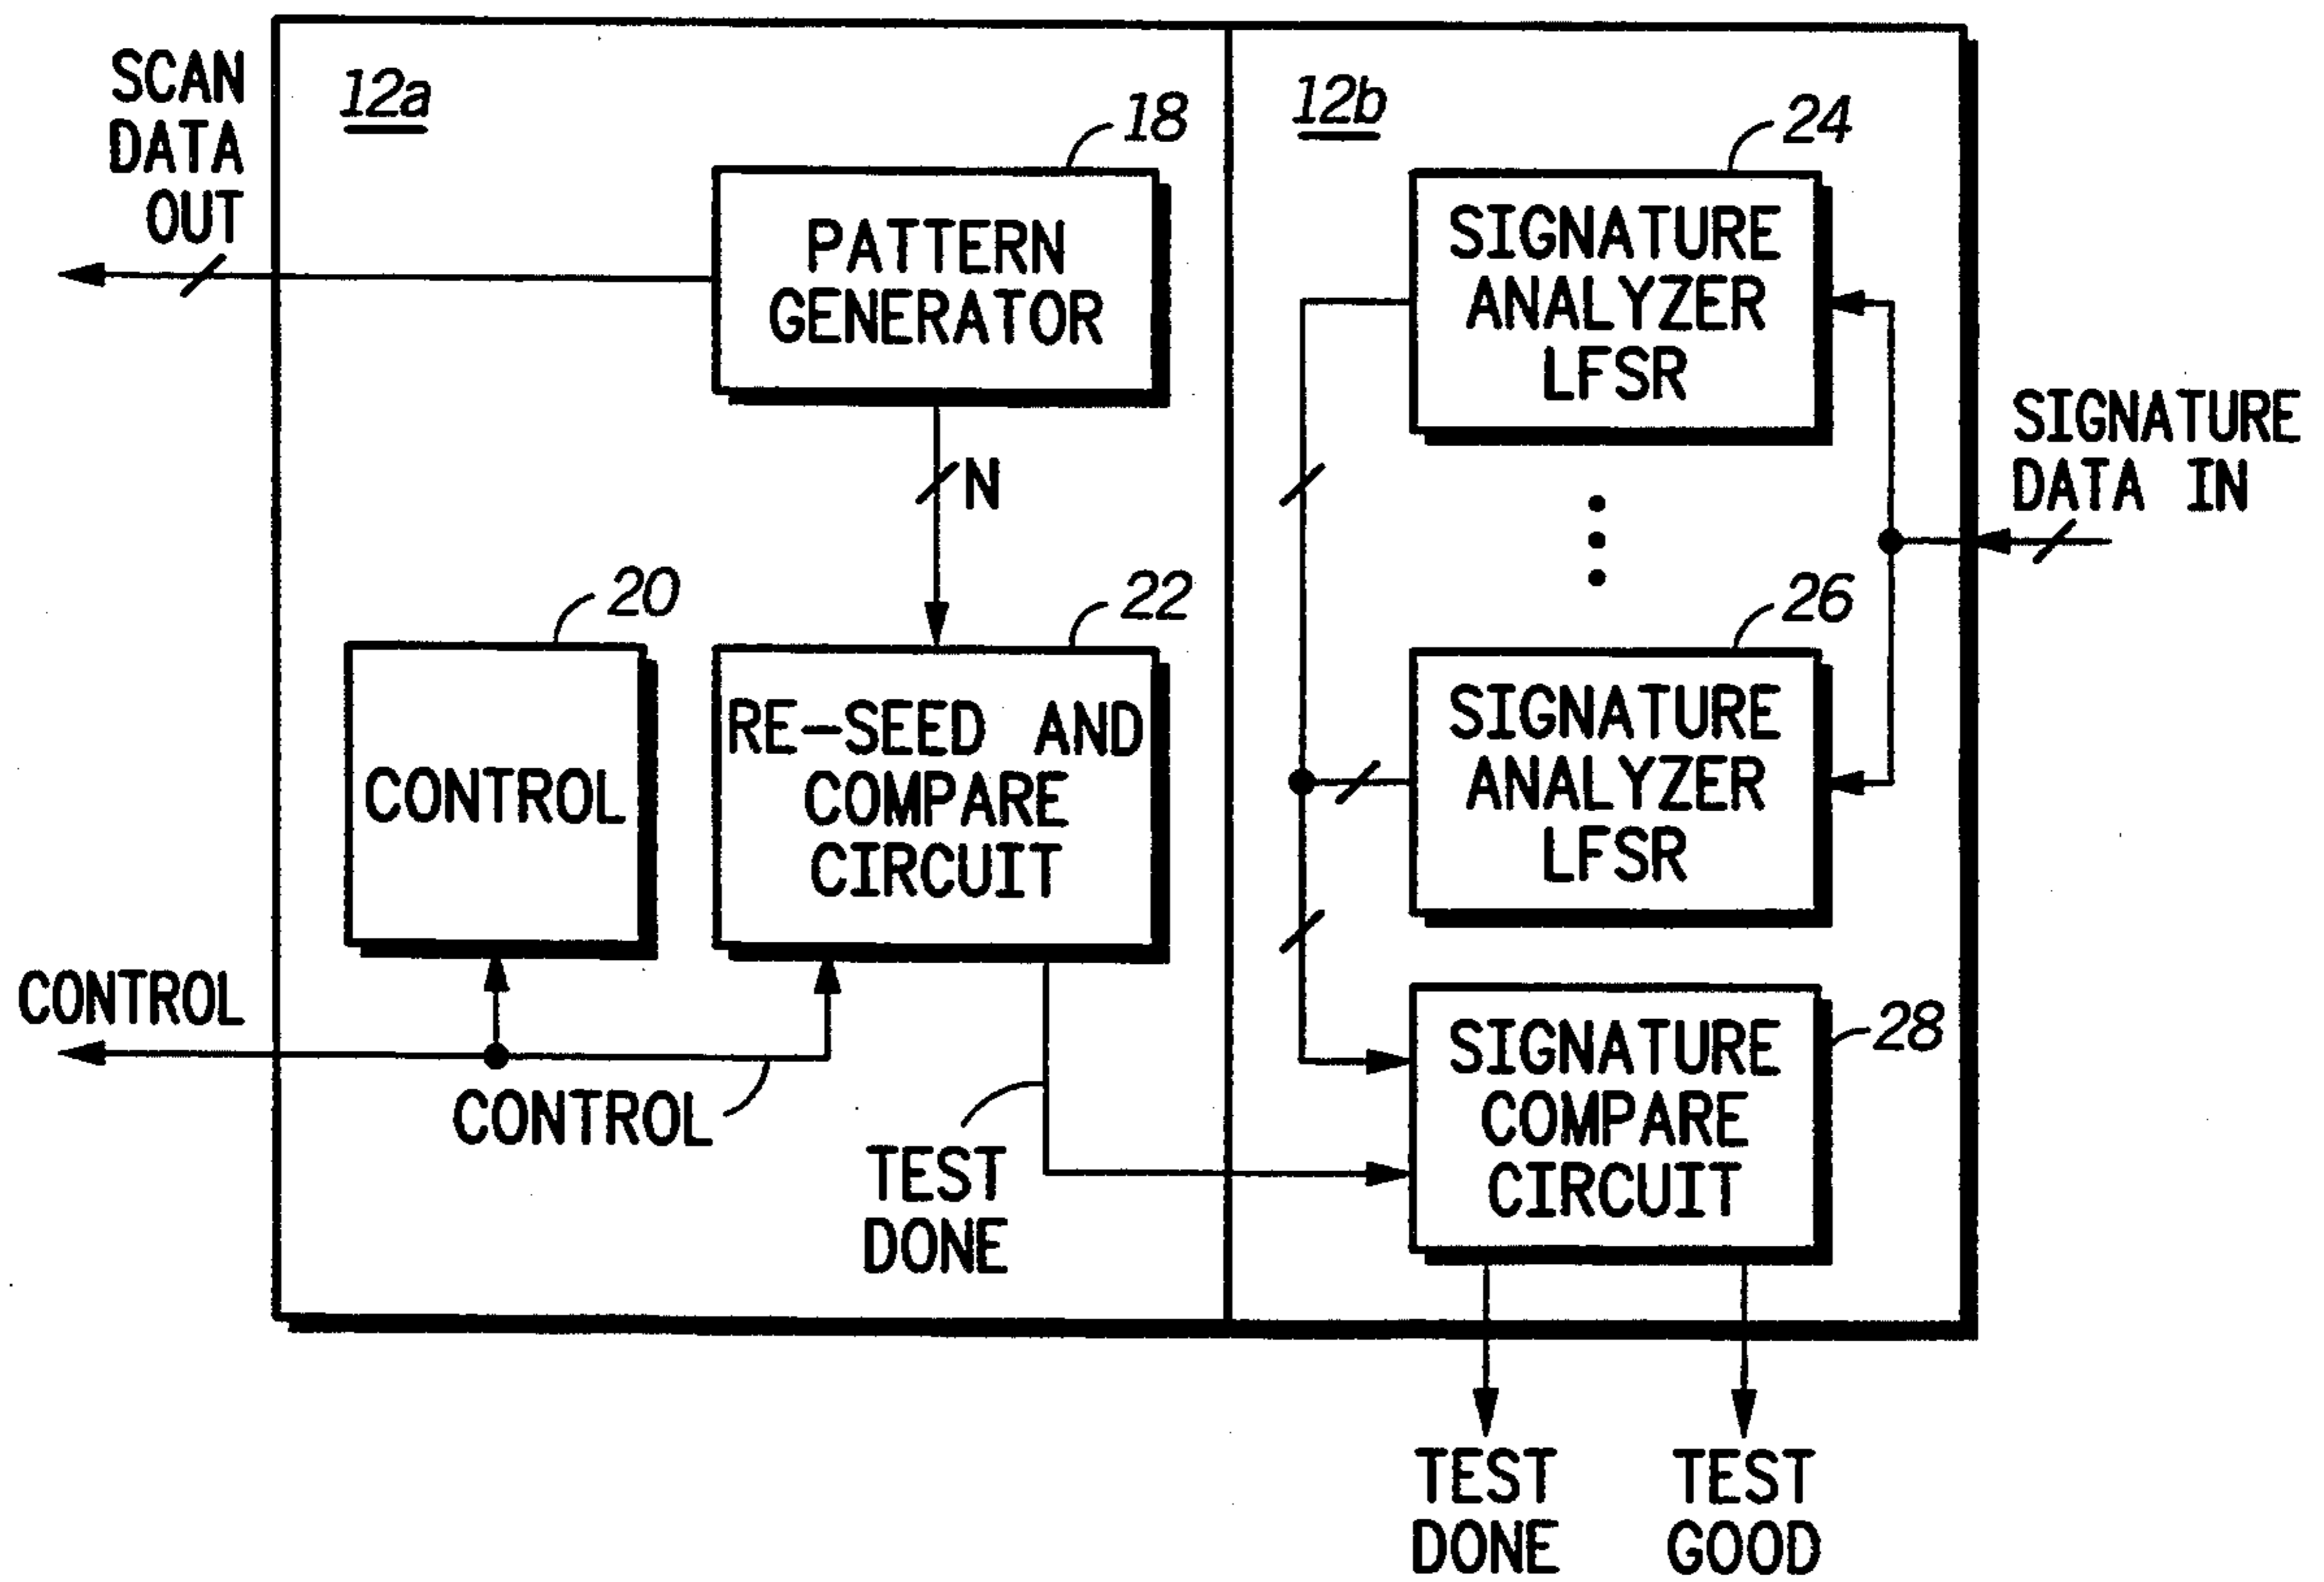 SCAN
DATA
OUT
12a
18
PATTERN
GENERATOR
N
20
CONTROL
22
RE-SEED AND
COMPARE
CIRCUIT
CONTROL
CONTROL
TEST
DONE
12b
24
SIGNATURE
ANALYZER
LFSR
SIGNATURE
DATA IN
26
SIGNATURE
ANALYZER
LFSR
28
SIGNATURE
COMPARE
CIRCUIT
TEST
DONE
TEST
GOOD